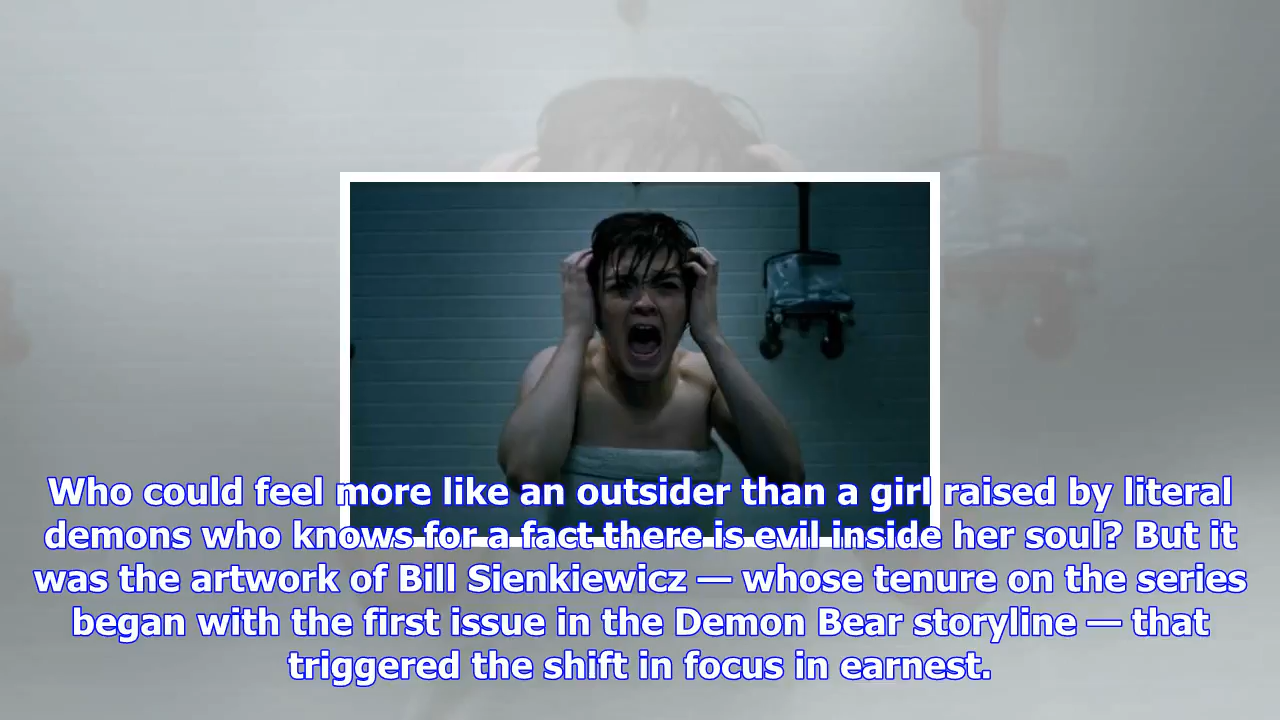 Who could feel more like an outsider than a girl raised by literal
demons who knows for a fact there is evil inside her soul? But it
was the artwork of Bill Sienkiewicz — whose tenure on the series
began with the first issue in the Demon Bear storyline — that
triggered the shift in focus in earnest.